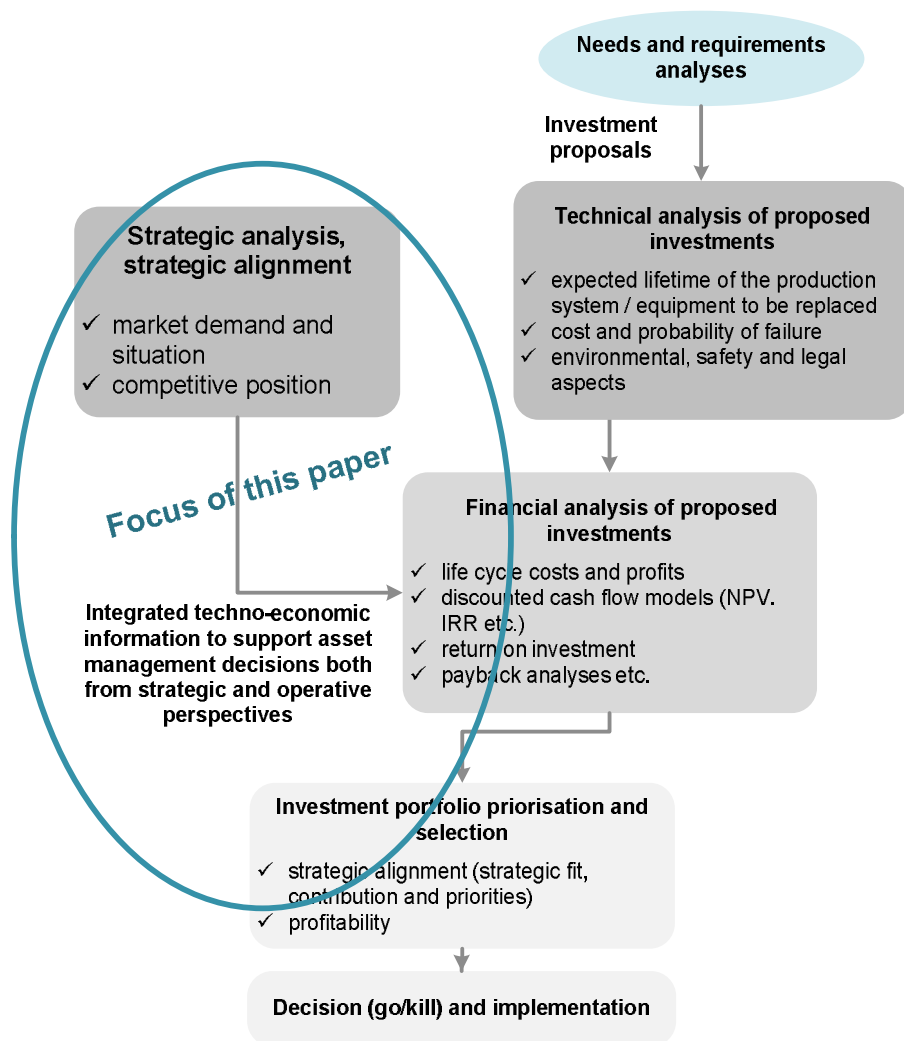 Needs and requirements
analyses
Investment
proposals
Technical analysis of proposed
investments
✓ expected lifetime of the production
system / equipment to be replaced
✓ cost and probability of failure
✓ environmental, safety and legal
aspects
Strategic analysis,
strategic alignment
✓ market demand and
situation
✓ competitive position
Focus of this paper
Financial analysis of proposed
investments
✓ life cycle costs and profits
✓ discounted cash flow models (NPV.
IRR etc.)
✓ return on investment
✓ payback analyses etc.
Integrated techno-economic
information to support asset
management decisions both
from strategic and operative
perspectives
Investment portfolio priorisation and
selection
✓ strategic alignment (strategic fit,
contribution and priorities)
✓ profitability
Decision (go/kill) and implementation